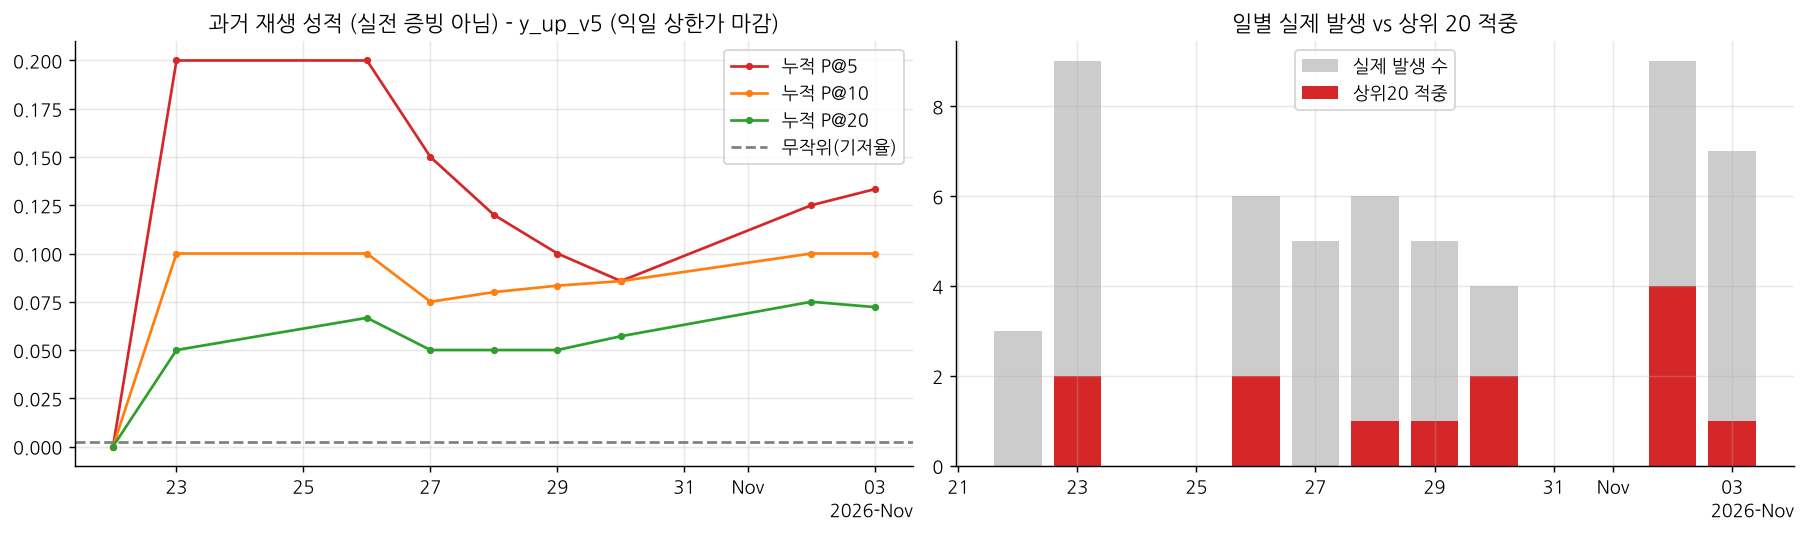 과거 재생 성적 (실전 증빙 아님) - y_up_v5 (익일 상한가 마감)
0.200
0.175
0.150
0.125
0.100
0.075
0.050
0.025
0.000
누적 P@5
누적 P@10
누적 P@20
무작위(기저율)
23 25 27 29 31 Nov 03
2026-Nov
일별 실제 발생 vs 상위 20 적중
8
6
4
2
0
실제 발생 수
상위20 적중
21 23 25 27 29 31 Nov 03
2026-Nov